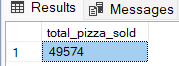 Results Messages
total_pizza_sold
1 49574